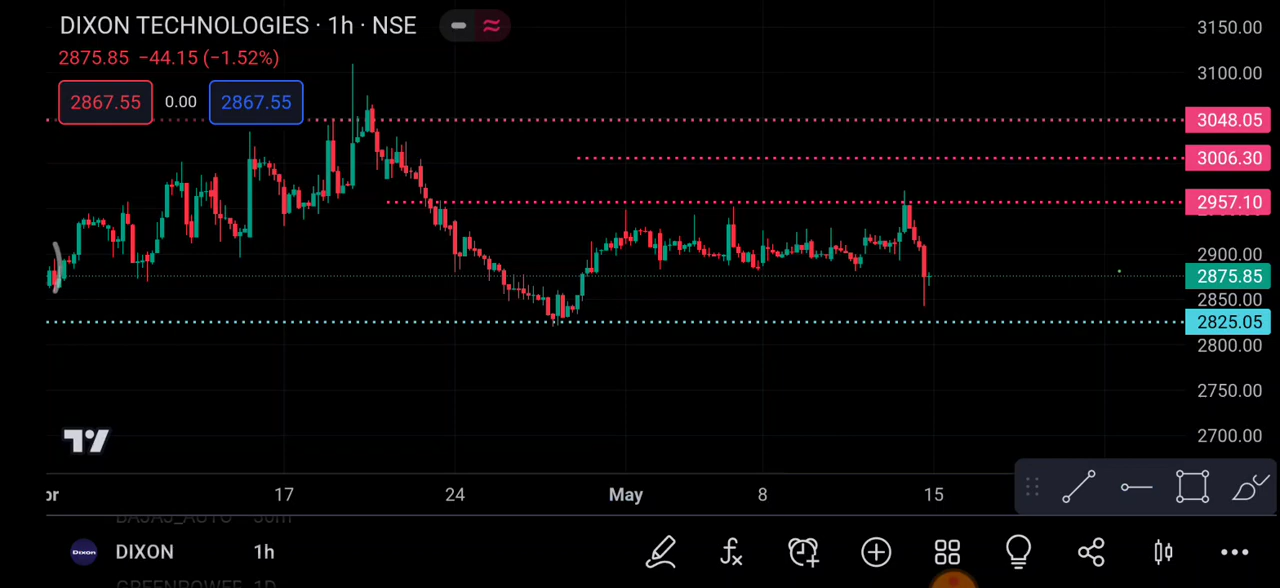 DIXON TECHNOLOGIES · 1h · NSE
2875.85 −44.15 (−1.52%)
2867.55 0.00 2867.55
3150.00
3100.00
3048.05
3006.30
2957.10
2900.00
2875.85
2850.00
2825.05
2800.00
2750.00
2700.00
17 24 May 8 15
DIXON 1h